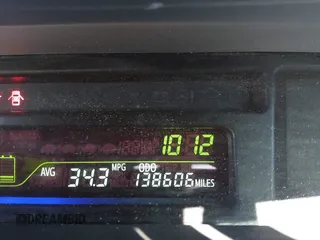 10 12
AVG 34.3 MPG ODO 138606 MILES
©DREAMBID